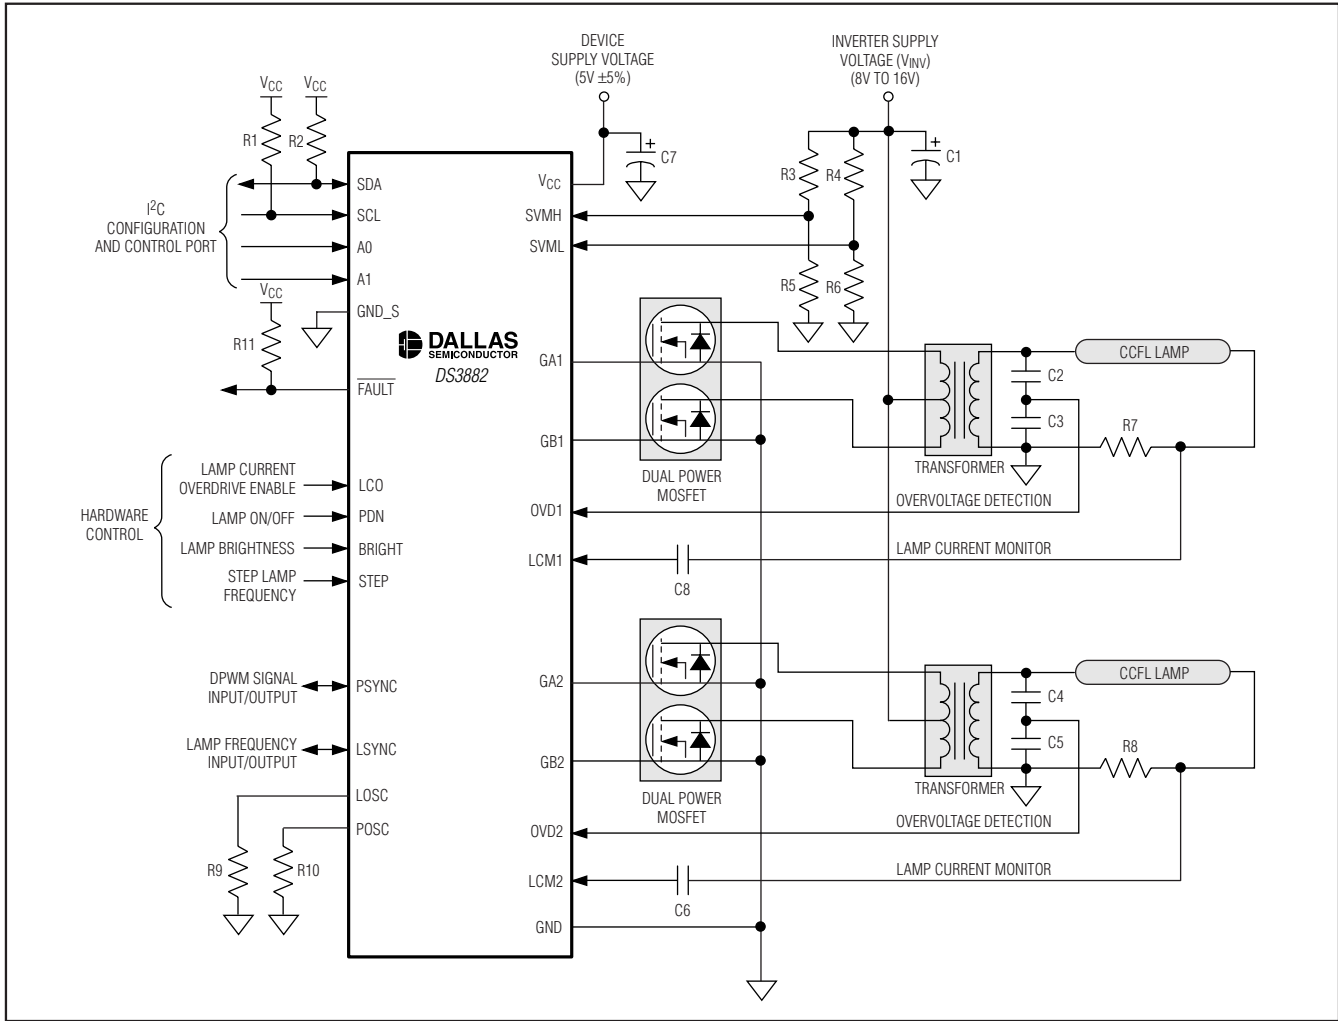 DEVICE
SUPPLY VOLTAGE
(5V ±5%)
INVERTER SUPPLY
VOLTAGE (VINV)
(8V TO 16V)
VCC
VCC
R1
R2
C7
C1
R3
R4
I2C
CONFIGURATION
AND CONTROL PORT
SDA
SCL
A0
A1
GND_S
VCC
SVMH
SVML
R5
R6
VCC
R11
FAULT
DALLAS
SEMICONDUCTOR
DS3882
GA1
GB1
DUAL POWER
MOSFET
TRANSFORMER
CCFL LAMP
C2
C3
R7
HARDWARE
CONTROL
LAMP CURRENT
OVERDRIVE ENABLE
LCO
LAMP ON/OFF
PDN
LAMP BRIGHTNESS
BRIGHT
STEP LAMP
FREQUENCY
STEP
OVD1
OVERVOLTAGE DETECTION
LCM1
C8
LAMP CURRENT MONITOR
DPWM SIGNAL
INPUT/OUTPUT
PSYNC
LAMP FREQUENCY
INPUT/OUTPUT
LSYNC
LOSC
POSC
R9
R10
GA2
GB2
DUAL POWER
MOSFET
TRANSFORMER
CCFL LAMP
C4
C5
R8
OVD2
OVERVOLTAGE DETECTION
LCM2
C6
LAMP CURRENT MONITOR
GND